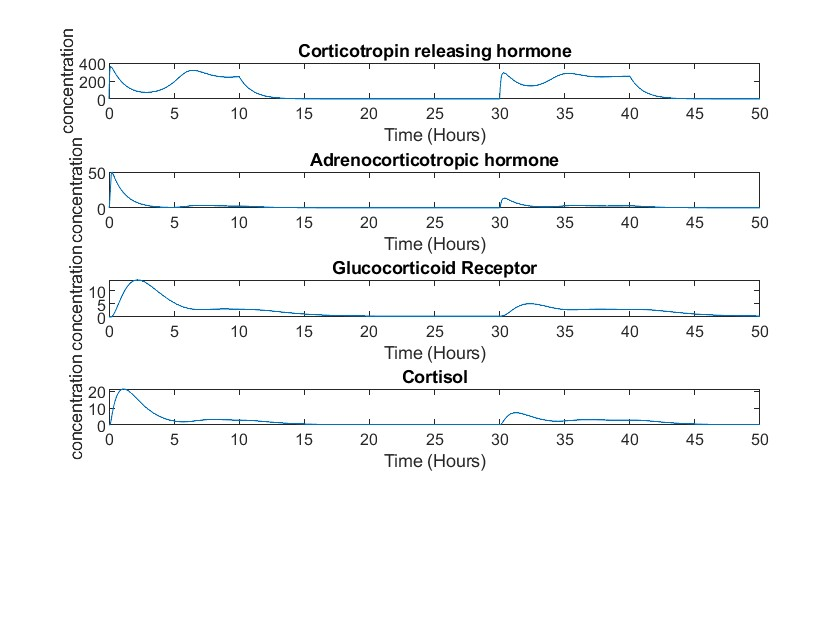 Corticotropin releasing hormone
concentration
400
200
0
0 5 10 15 20 25 30 35 40 45 50
Time (Hours)
Adrenocorticotropic hormone
concentration
50
0
0 5 10 15 20 25 30 35 40 45 50
Time (Hours)
Glucocorticoid Receptor
concentration
10
5
0
0 5 10 15 20 25 30 35 40 45 50
Time (Hours)
Cortisol
concentration
20
10
0
0 5 10 15 20 25 30 35 40 45 50
Time (Hours)